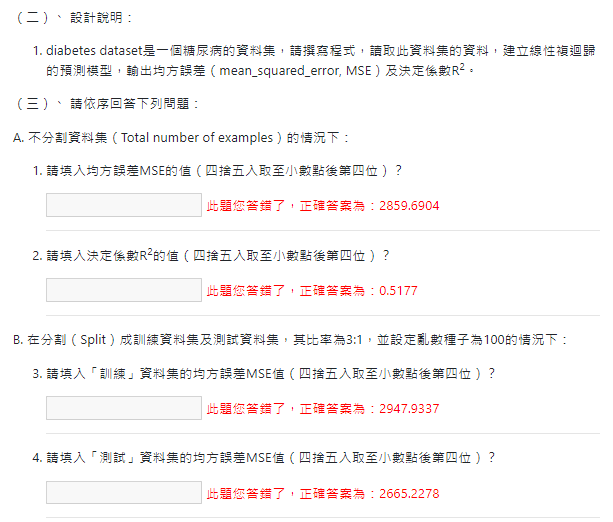 （二）、 設計說明：
1. diabetes dataset是一個糖尿病的資料集，請撰寫程式，讀取此資料集的資料，建立線性複迴歸
的預測模型，輸出均方誤差（mean_squared_error, MSE）及決定係數R²。
（三）、 請依序回答下列問題：
A. 不分割資料集（Total number of examples）的情況下：
1. 請填入均方誤差MSE的值（四捨五入取至小數點後第四位）？
此題您答錯了，正確答案為：2859.6904
2. 請填入決定係數R²的值（四捨五入取至小數點後第四位）？
此題您答錯了，正確答案為：0.5177
B. 在分割（Split）成訓練資料集及測試資料集，其比率為3:1，並設定亂數種子為100的情況下：
3. 請填入「訓練」資料集的均方誤差MSE值（四捨五入取至小數點後第四位）？
此題您答錯了，正確答案為：2947.9337
4. 請填入「測試」資料集的均方誤差MSE值（四捨五入取至小數點後第四位）？
此題您答錯了，正確答案為：2665.2278